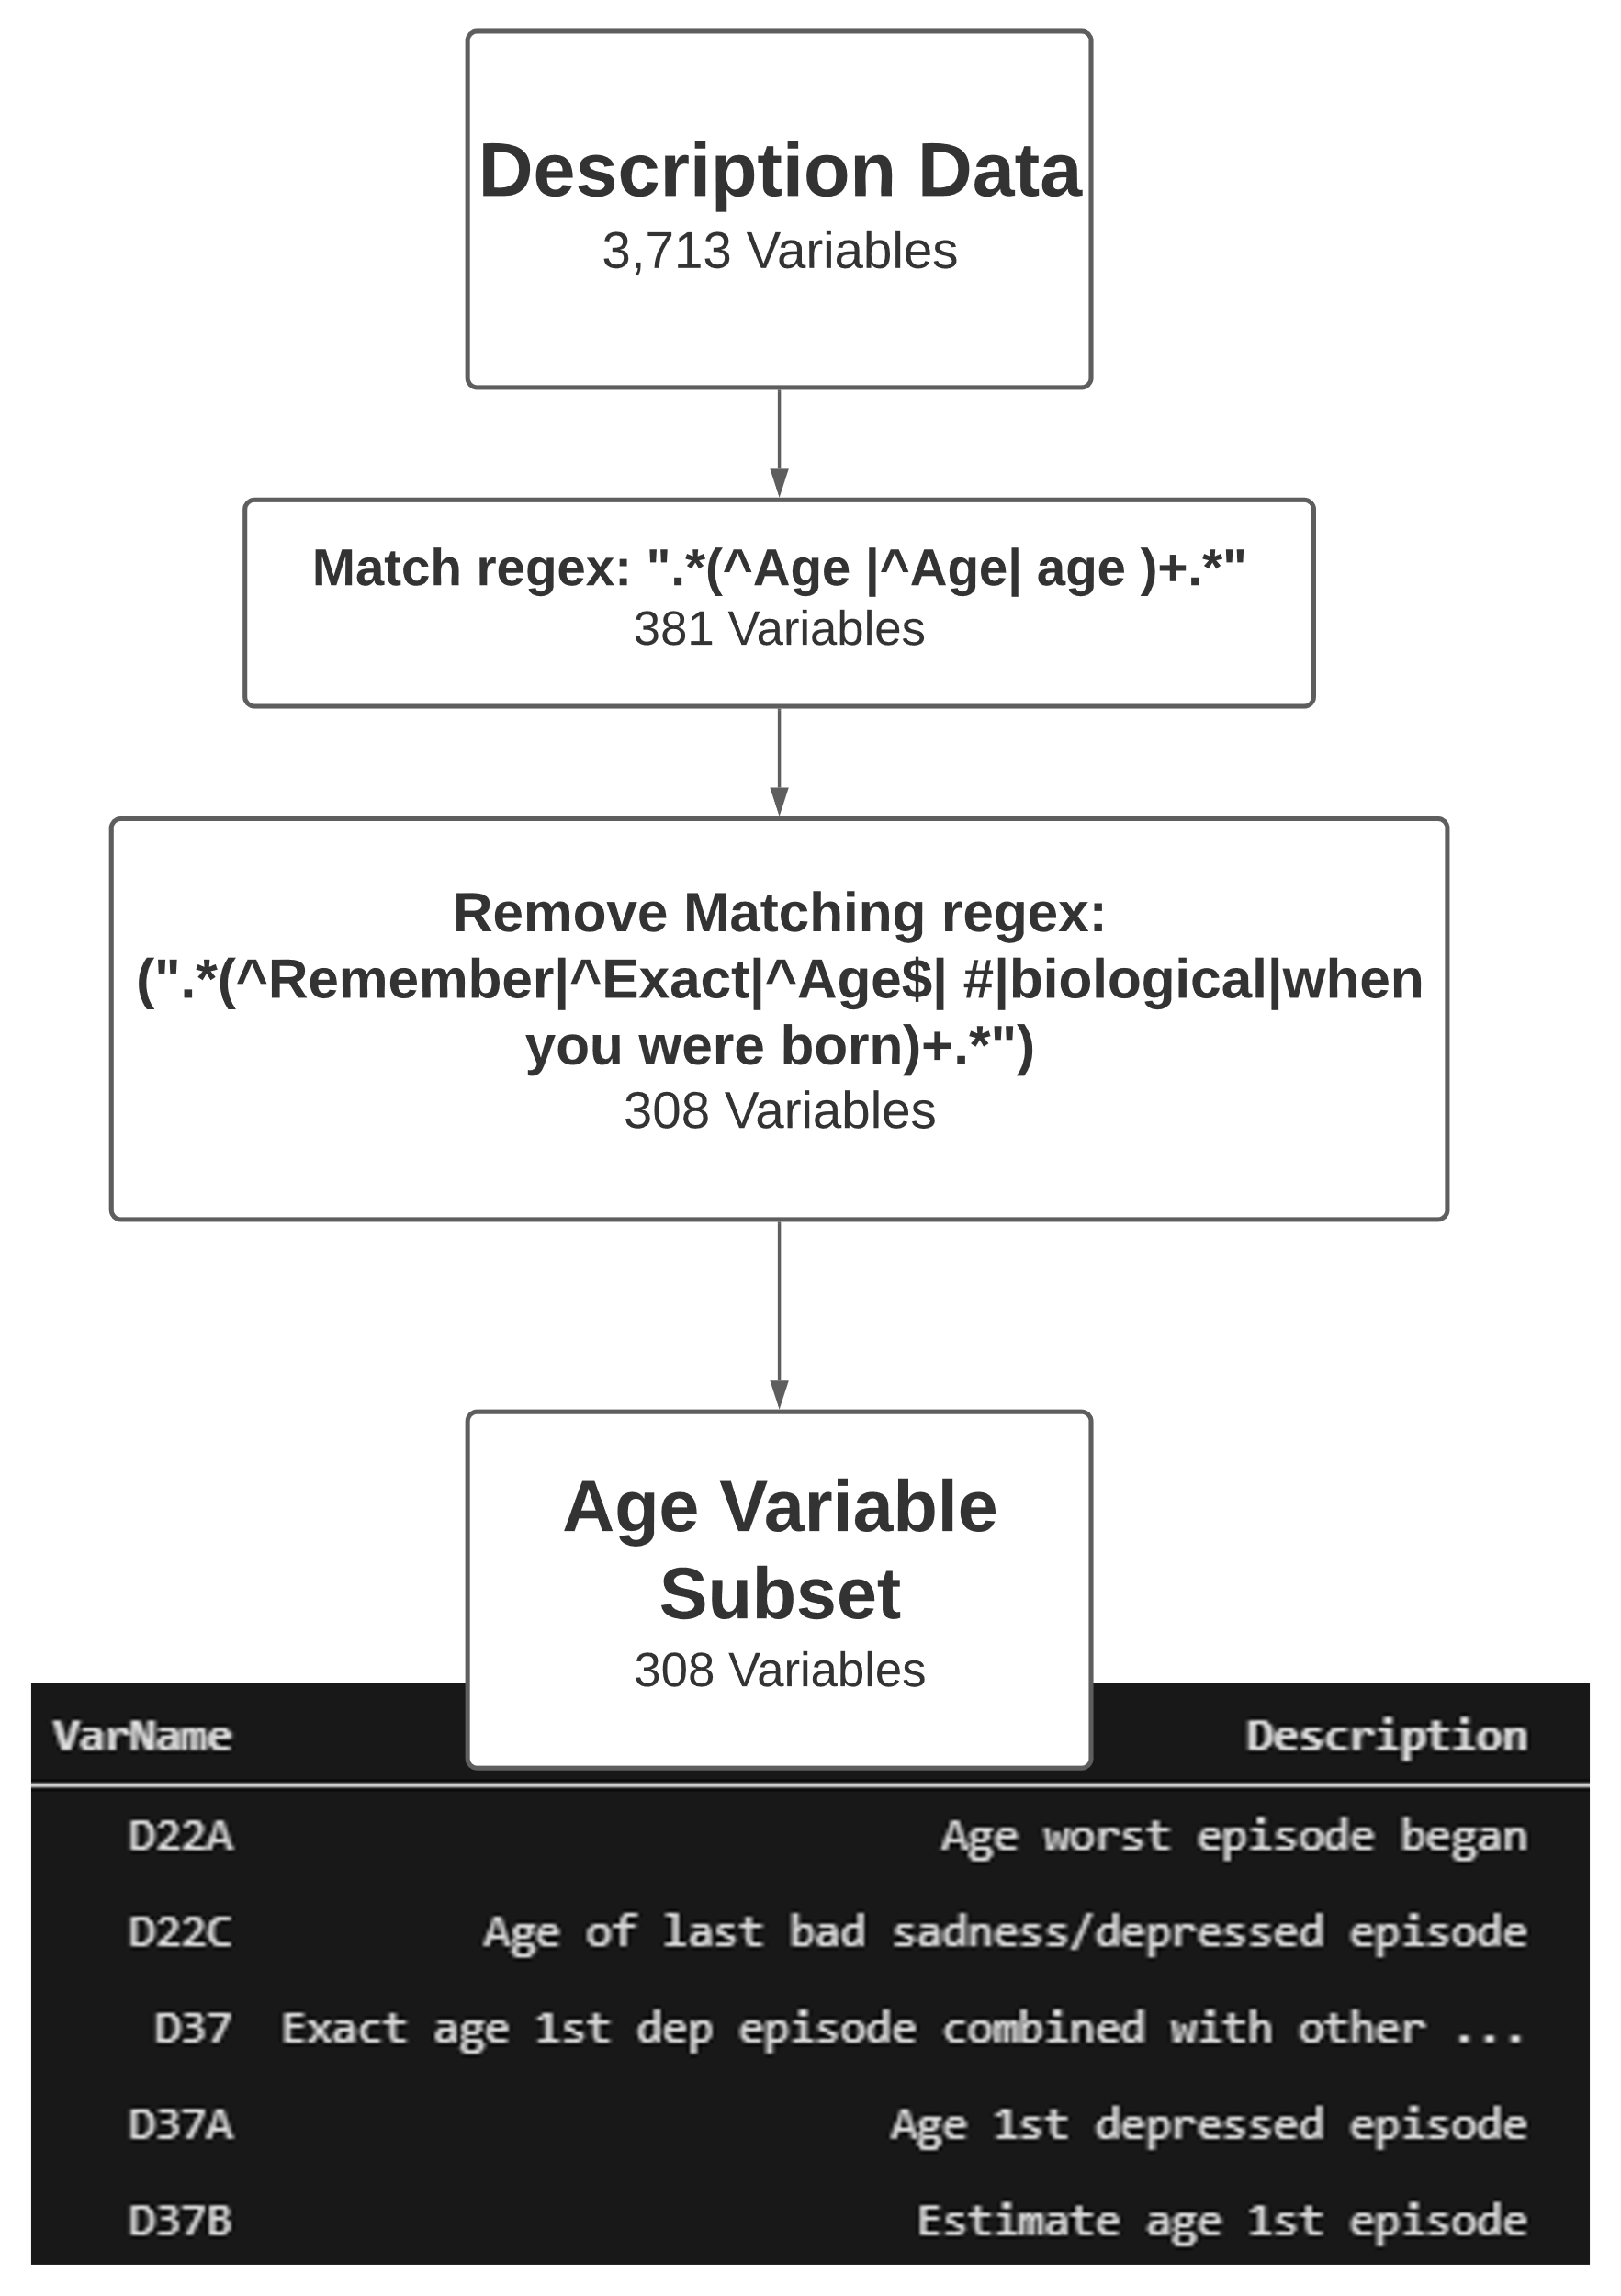 Description Data
3,713 Variables
Match regex: ".*(^Age |^Age| age )+.*"
381 Variables
Remove Matching regex:
(".*(^Remember|^Exact|^Age$| #|biological|when
you were born)+.*")
308 Variables
Age Variable
Subset
308 Variables
VarName Description
D22A Age worst episode began
D22C Age of last bad sadness/depressed episode
D37 Exact age 1st dep episode combined with other ...
D37A Age 1st depressed episode
D37B Estimate age 1st episode